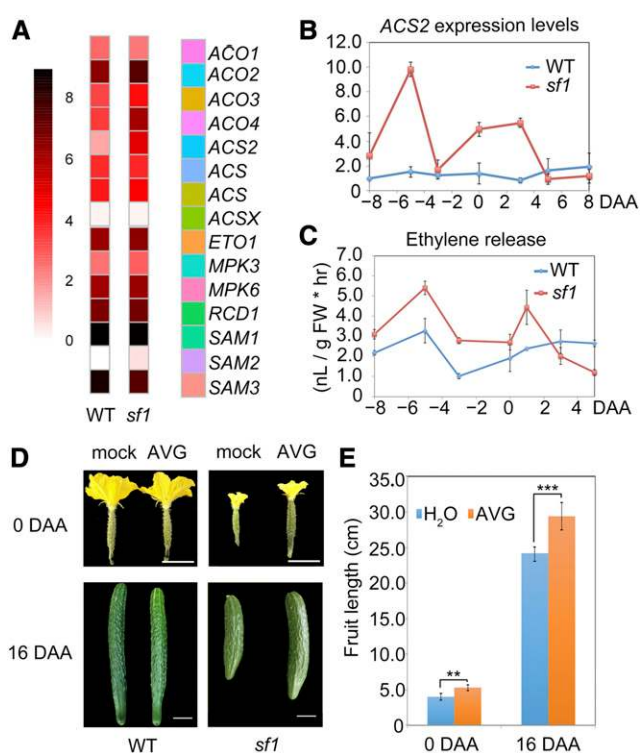 A
8
6
4
2
0
ACO1
ACO2
ACO3
ACO4
ACS2
ACS
ACS
ACSX
ETO1
MPK3
MPK6
RCD1
SAM1
SAM2
SAM3
WT sf1
B ACS2 expression levels
12.0
10.0
8.0
6.0
4.0
2.0
0.0
WT
sf1
−8 −6 −4 −2 0 2 4 6 8 DAA
C Ethylene release
(nL / g FW * hr)
7.0
6.0
5.0
4.0
3.0
2.0
1.0
0.0
WT
sf1
−8 −6 −4 −2 0 2 4 DAA
D
mock AVG mock AVG
0 DAA
16 DAA
WT sf1
E
Fruit length (cm)
35.0
30.0
25.0
20.0
15.0
10.0
5.0
0
H₂O AVG
**
***
0 DAA 16 DAA